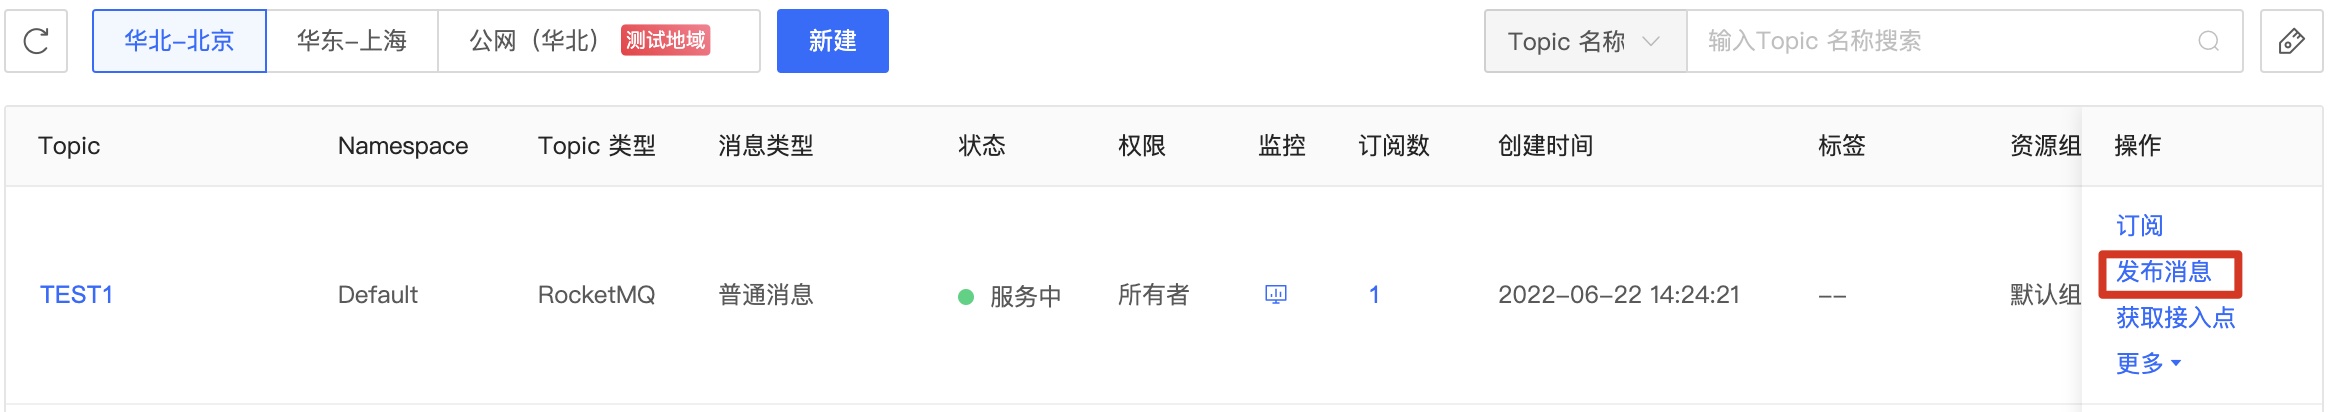 华北-北京 华东-上海 公网（华北） 测试地域 新建 Topic 名称 输入Topic 名称搜索
Topic Namespace Topic 类型 消息类型 状态 权限 监控 订阅数 创建时间 标签 资源组 操作
订阅
发布消息
TEST1 Default RocketMQ 普通消息 服务中 所有者 1 2022-06-22 14:24:21 -- 默认组
获取接入点
更多